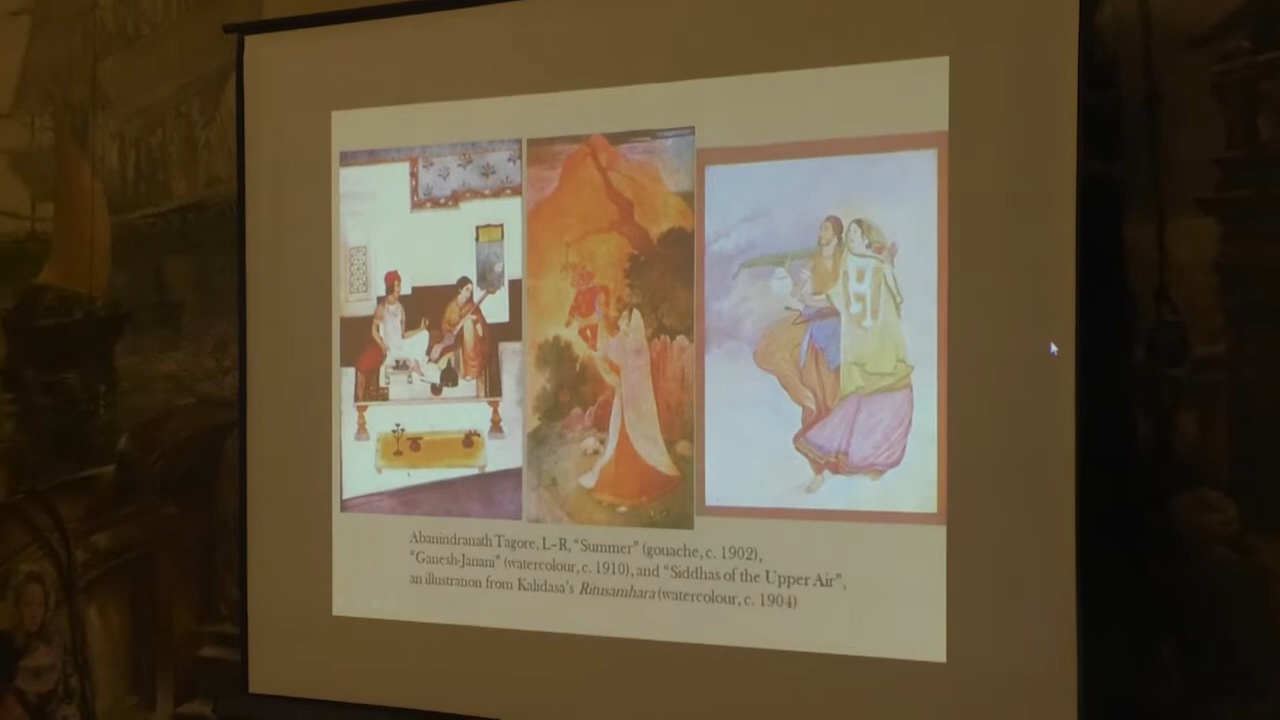 Abanindranath Tagore, L-R, “Summer” (gouache, c. 1902),
“Ganesh-Janani” (watercolour, c. 1910), and “Siddhas of the Upper Air”,
an illustration from Kalidasa’s Ritusamhara (watercolour, c. 1904)